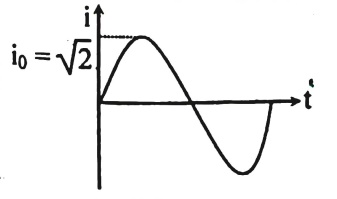 i
i₀ = √2
t